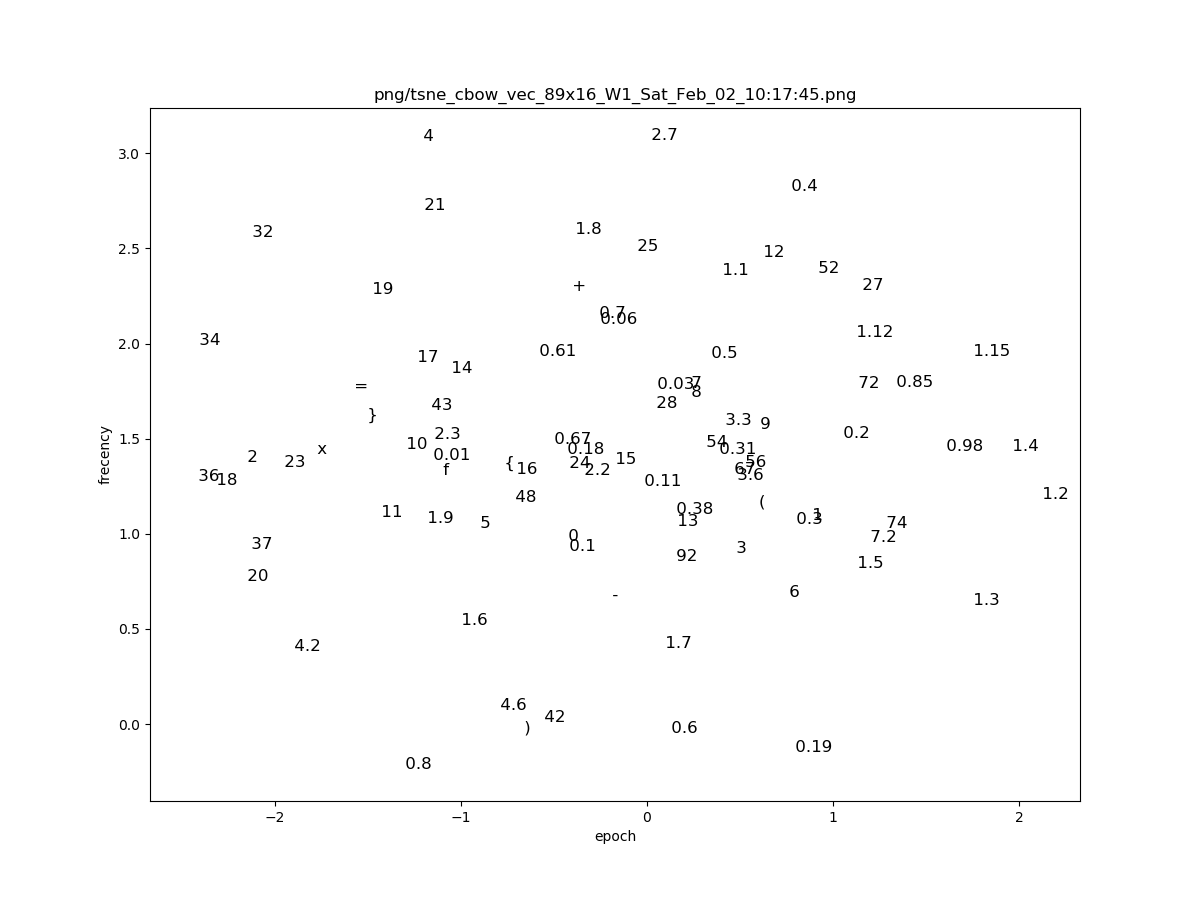 png/tsne_cbow_vec_89x16_W1_Sat_Feb_02_10:17:45.png
4 2.7
3.0
0.4
21
32 1.8
25
2.5 12
1.1 52
27
19 +
0.7
0.06
34 1.12
2.0
17 0.61 0.5 1.15
14
= 0.03 7 72 0.85
8
43 28
} 3.3 9
2.3 0.2
1.5 10 0.67 54
x 0.18 0.31 0.98 1.4
2 0.01 15
23 { 24 56
f 16 2.2 67
36 18 0.11 3.6
48 ( 1.2
11 1.9 0.38 1
5 13 0.3 74
1.0 0 7.2
37 0.1 3
92
20 1.5
- 6 1.3
0.5 1.6
4.2 1.7
4.6
42
0.0 ) 0.6
0.19
0.8
−2 −1 0 1 2
epoch
frecency